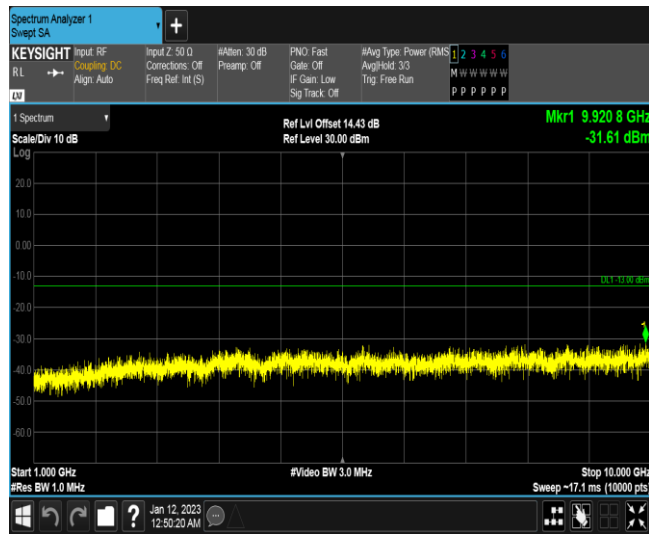 Spectrum Analyzer 1
Swept SA
+
KEYSIGHT
RL
LXI
Input: RF
Coupling: DC
Align: Auto
Input Z: 50 Ω
Corrections: Off
Freq Ref: Int (S)
#Atten: 30 dB
Preamp: Off
PNO: Fast
Gate: Off
IF Gain: Low
Sig Track: Off
#Avg Type: Power (RMS
Avg|Hold: 3/3
Trig: Free Run
1 2 3 4 5 6
M W W W W W
P P P P P P
1 Spectrum
Scale/Div 10 dB
Log
Ref Lvl Offset 14.43 dB
Ref Level 30.00 dBm
Mkr1 9.920 8 GHz
-31.61 dBm
20.0
10.0
0.00
-10.0
DL1 -13.00 dBm
-20.0
-30.0
1
-40.0
-50.0
-60.0
Start 1.000 GHz
#Res BW 1.0 MHz
#Video BW 3.0 MHz
Stop 10.000 GHz
Sweep ~17.1 ms (10000 pts
?
Jan 12, 2023
12:50:20 AM